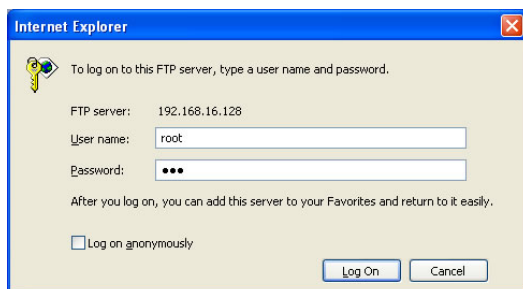 Internet Explorer
To log on to this FTP server, type a user name and password.
FTP server: 192.168.16.128
User name: root
Password: ●●●
After you log on, you can add this server to your Favorites and return to it easily.
Log on anonymously
Log On Cancel